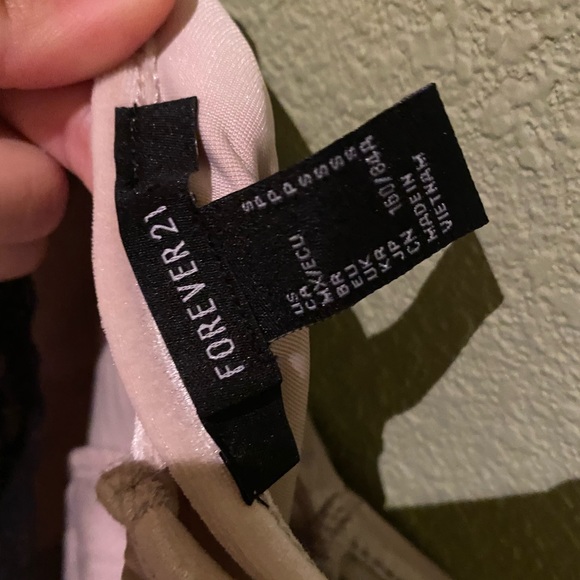 FOREVER 21
US S
CA P
MX/ECU P
BR P
EU S
UK S
KR S
JP S
CN 160/84A
MADE IN
VIETNAM